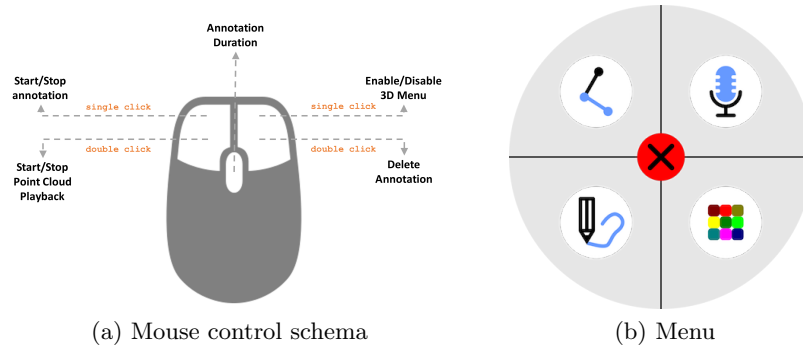 Annotation
Duration
Start/Stop
annotation
single click
single click
Enable/Disable
3D Menu
double click
double click
Start/Stop
Point Cloud
Playback
Delete
Annotation
(a) Mouse control schema
(b) Menu